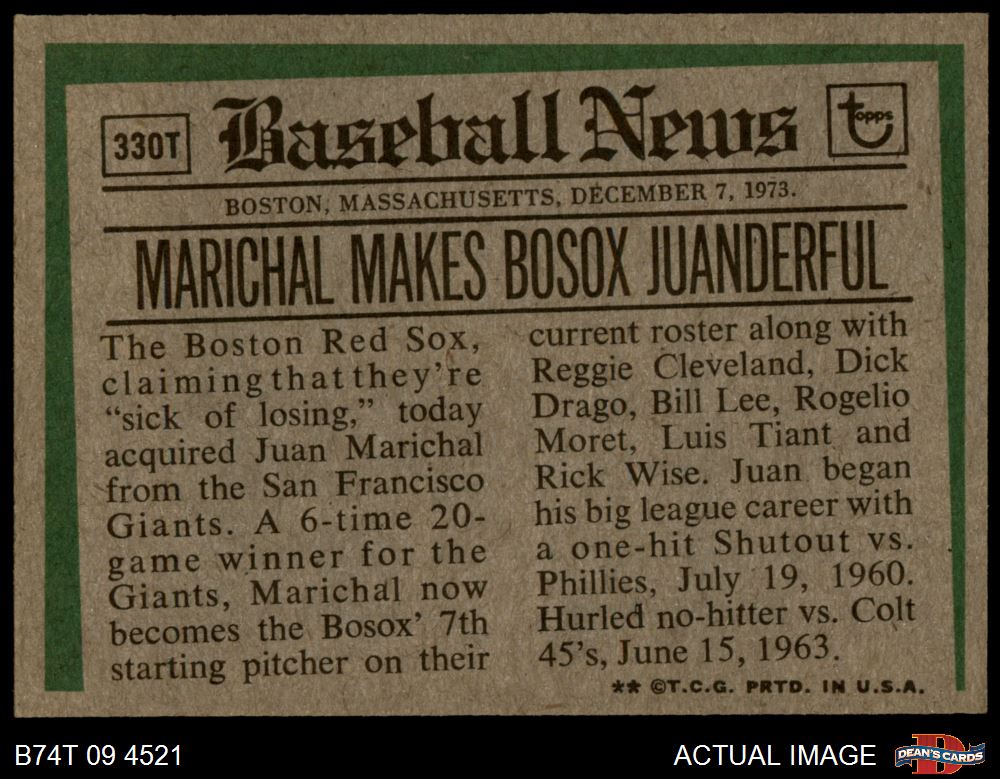 330T
Baseball News
topps
BOSTON, MASSACHUSETTS, DECEMBER 7, 1973.
MARICHAL MAKES BOSOX JUANDERFUL
The Boston Red Sox,
claiming that they're
"sick of losing," today
acquired Juan Marichal
from the San Francisco
Giants. A 6-time 20-
game winner for the
Giants, Marichal now
becomes the Bosox' 7th
starting pitcher on their
current roster along with
Reggie Cleveland, Dick
Drago, Bill Lee, Rogelio
Moret, Luis Tiant and
Rick Wise. Juan began
his big league career with
a one-hit Shutout vs.
Phillies, July 19, 1960.
Hurled no-hitter vs. Colt
45's, June 15, 1963.
** ©T.C.G. PRTD. IN U.S.A.
B74T 09 4521
ACTUAL IMAGE
DEAN'S CARDS